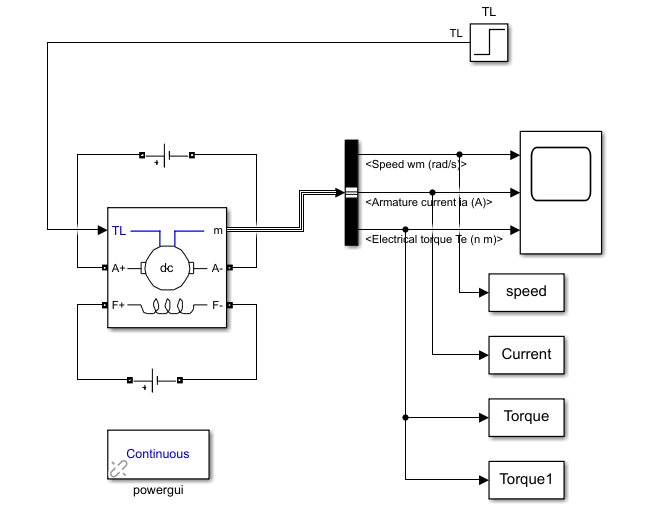 TL
TL
<Speed wm (rad/s)>
<Armature current ia (A)>
<Electrical torque Te (n m)>
TL
m
A+
dc
A-
F+
F-
+
+
speed
Current
Torque
Torque1
Continuous
powergui